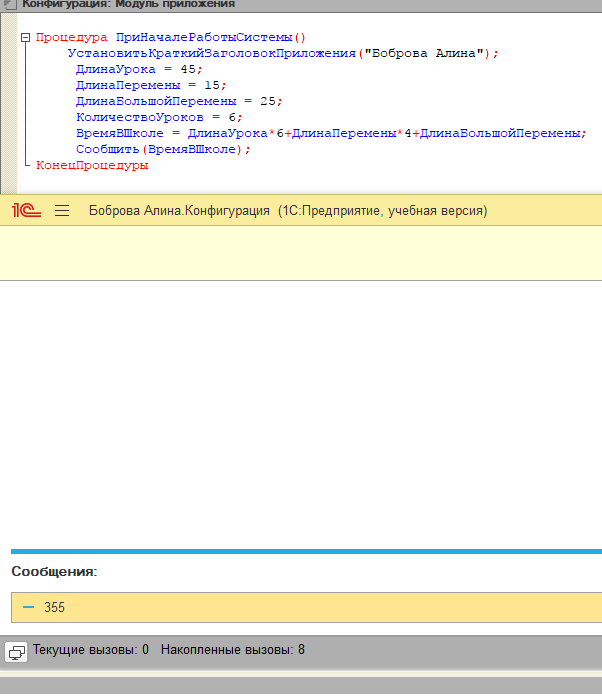 Конфигурация: Модуль приложения
Процедура ПриНачалеРаботыСистемы()
УстановитьКраткийЗаголовокПриложения("Боброва Алина");
ДлинаУрока = 45;
ДлинаПеремены = 15;
ДлинаБольшойПеремены = 25;
КоличествоУроков = 6;
ВремяВШколе = ДлинаУрока*6+ДлинаПеремены*4+ДлинаБольшойПеремены;
Сообщить(ВремяВШколе);
КонецПроцедуры
1С Боброва Алина.Конфигурация (1С:Предприятие, учебная версия)
Сообщения:
355
Текущие вызовы: 0 Накопленные вызовы: 8